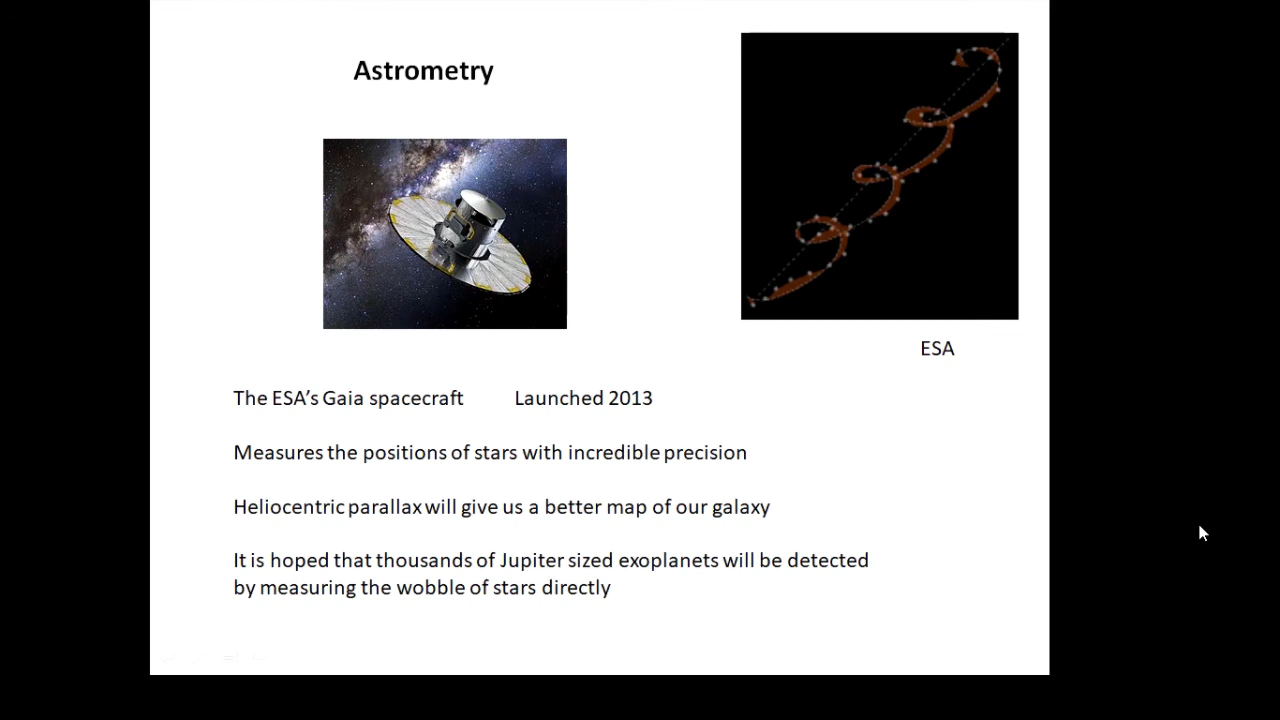 Astrometry
ESA
The ESA’s Gaia spacecraft Launched 2013
Measures the positions of stars with incredible precision
Heliocentric parallax will give us a better map of our galaxy
It is hoped that thousands of Jupiter sized exoplanets will be detected
by measuring the wobble of stars directly